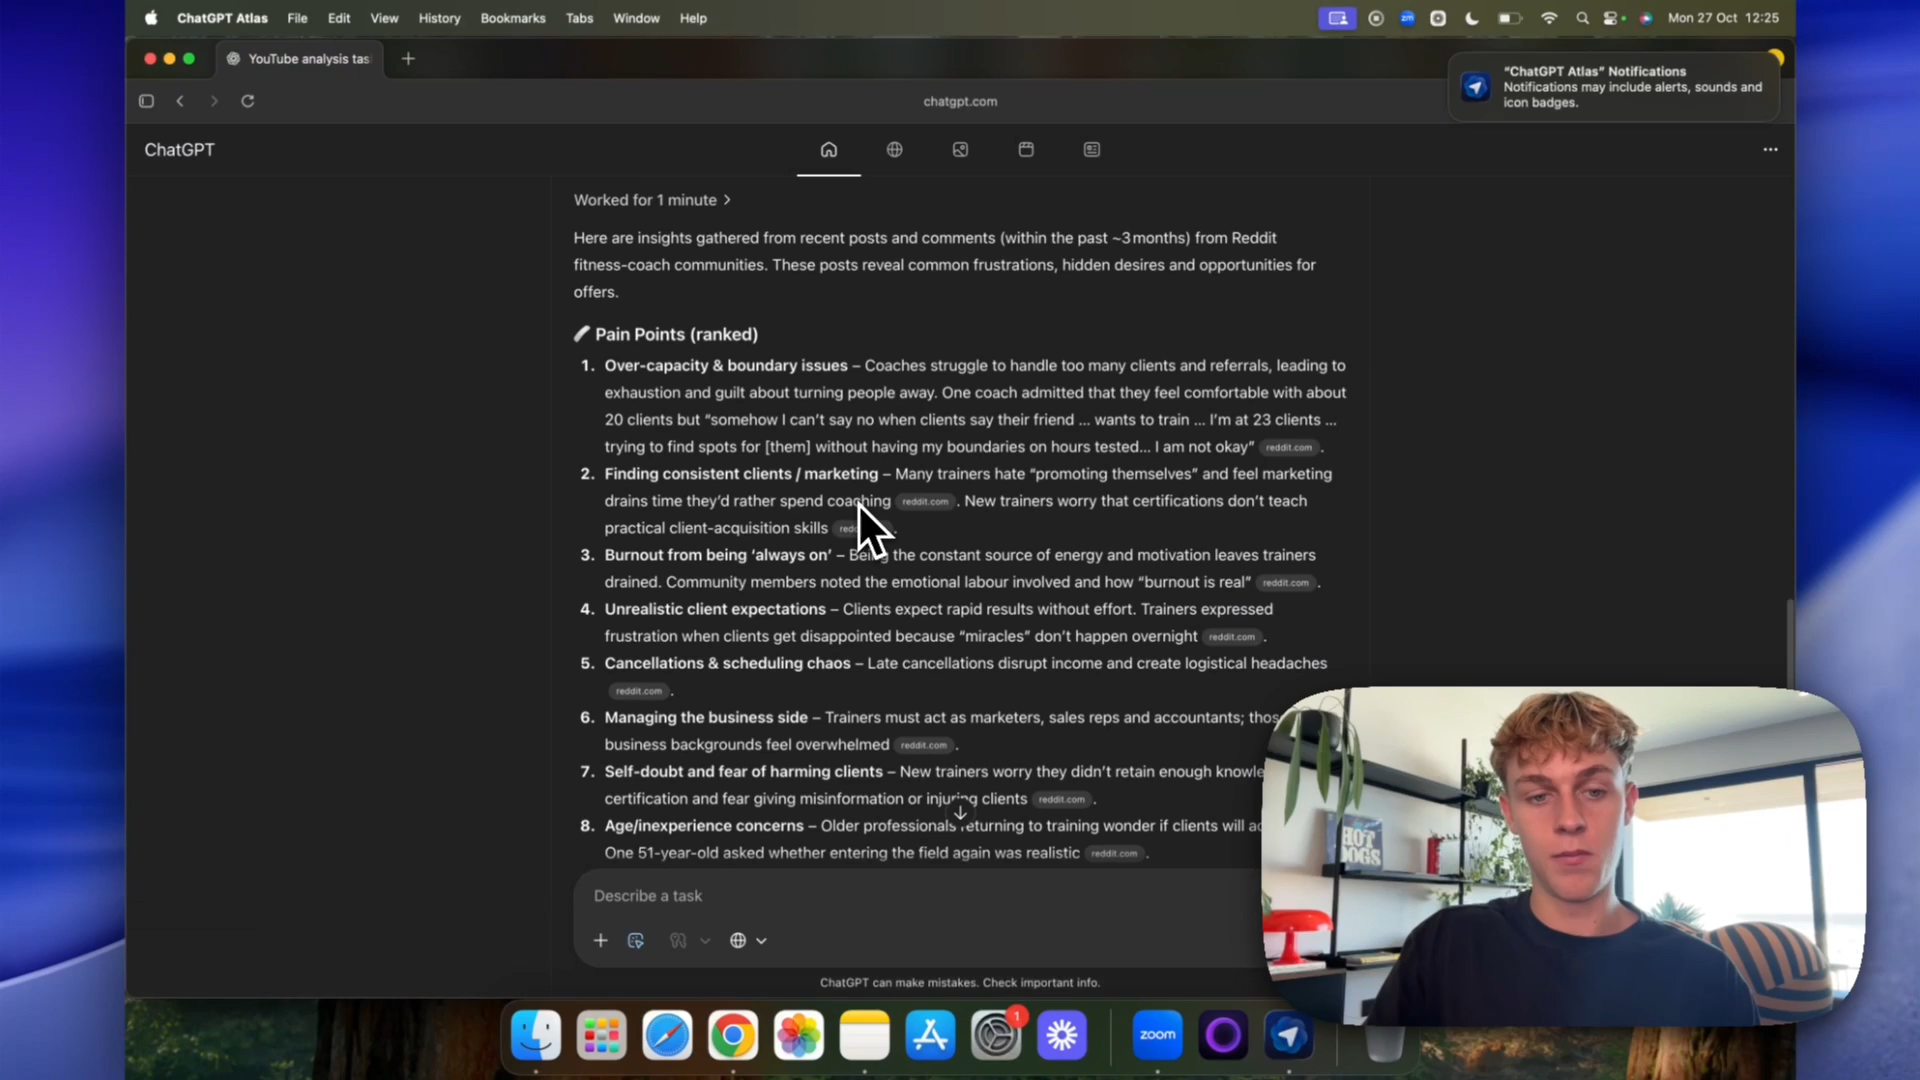 ChatGPT Atlas File Edit View History Bookmarks Tabs Window Help zm Mon 27 Oct 12:25
YouTube analysis tas
"ChatGPT Atlas" Notifications
Notifications may include alerts, sounds and
icon badges.
chatgpt.com
ChatGPT
Worked for 1 minute
Here are insights gathered from recent posts and comments (within the past ~3 months) from Reddit
fitness-coach communities. These posts reveal common frustrations, hidden desires and opportunities for
offers.
Pain Points (ranked)
1. Over-capacity & boundary issues – Coaches struggle to handle too many clients and referrals, leading to
exhaustion and guilt about turning people away. One coach admitted that they feel comfortable with about
20 clients but “somehow I can’t say no when clients say their friend ... wants to train ... I’m at 23 clients ...
trying to find spots for [them] without having my boundaries on hours tested... I am not okay” reddit.com .
2. Finding consistent clients / marketing – Many trainers hate “promoting themselves” and feel marketing
drains time they’d rather spend coaching reddit.com . New trainers worry that certifications don’t teach
practical client-acquisition skills
3. Burnout from being ‘always on’ – Being the constant source of energy and motivation leaves trainers
drained. Community members noted the emotional labour involved and how “burnout is real” reddit.com .
4. Unrealistic client expectations – Clients expect rapid results without effort. Trainers expressed
frustration when clients get disappointed because “miracles” don’t happen overnight reddit.com .
5. Cancellations & scheduling chaos – Late cancellations disrupt income and create logistical headaches
reddit.com .
6. Managing the business side – Trainers must act as marketers, sales reps and accountants;
business backgrounds feel overwhelmed reddit.com .
7. Self-doubt and fear of harming clients – New trainers worry they didn’t retain enough
certification and fear giving misinformation or injuring clients reddit.com .
8. Age/inexperience concerns – Older professionals returning to training wonder if clients will
One 51-year-old asked whether entering the field again was realistic reddit.com .
Describe a task
ChatGPT can make mistakes. Check important info.
HOT
DOGS
1
zoom